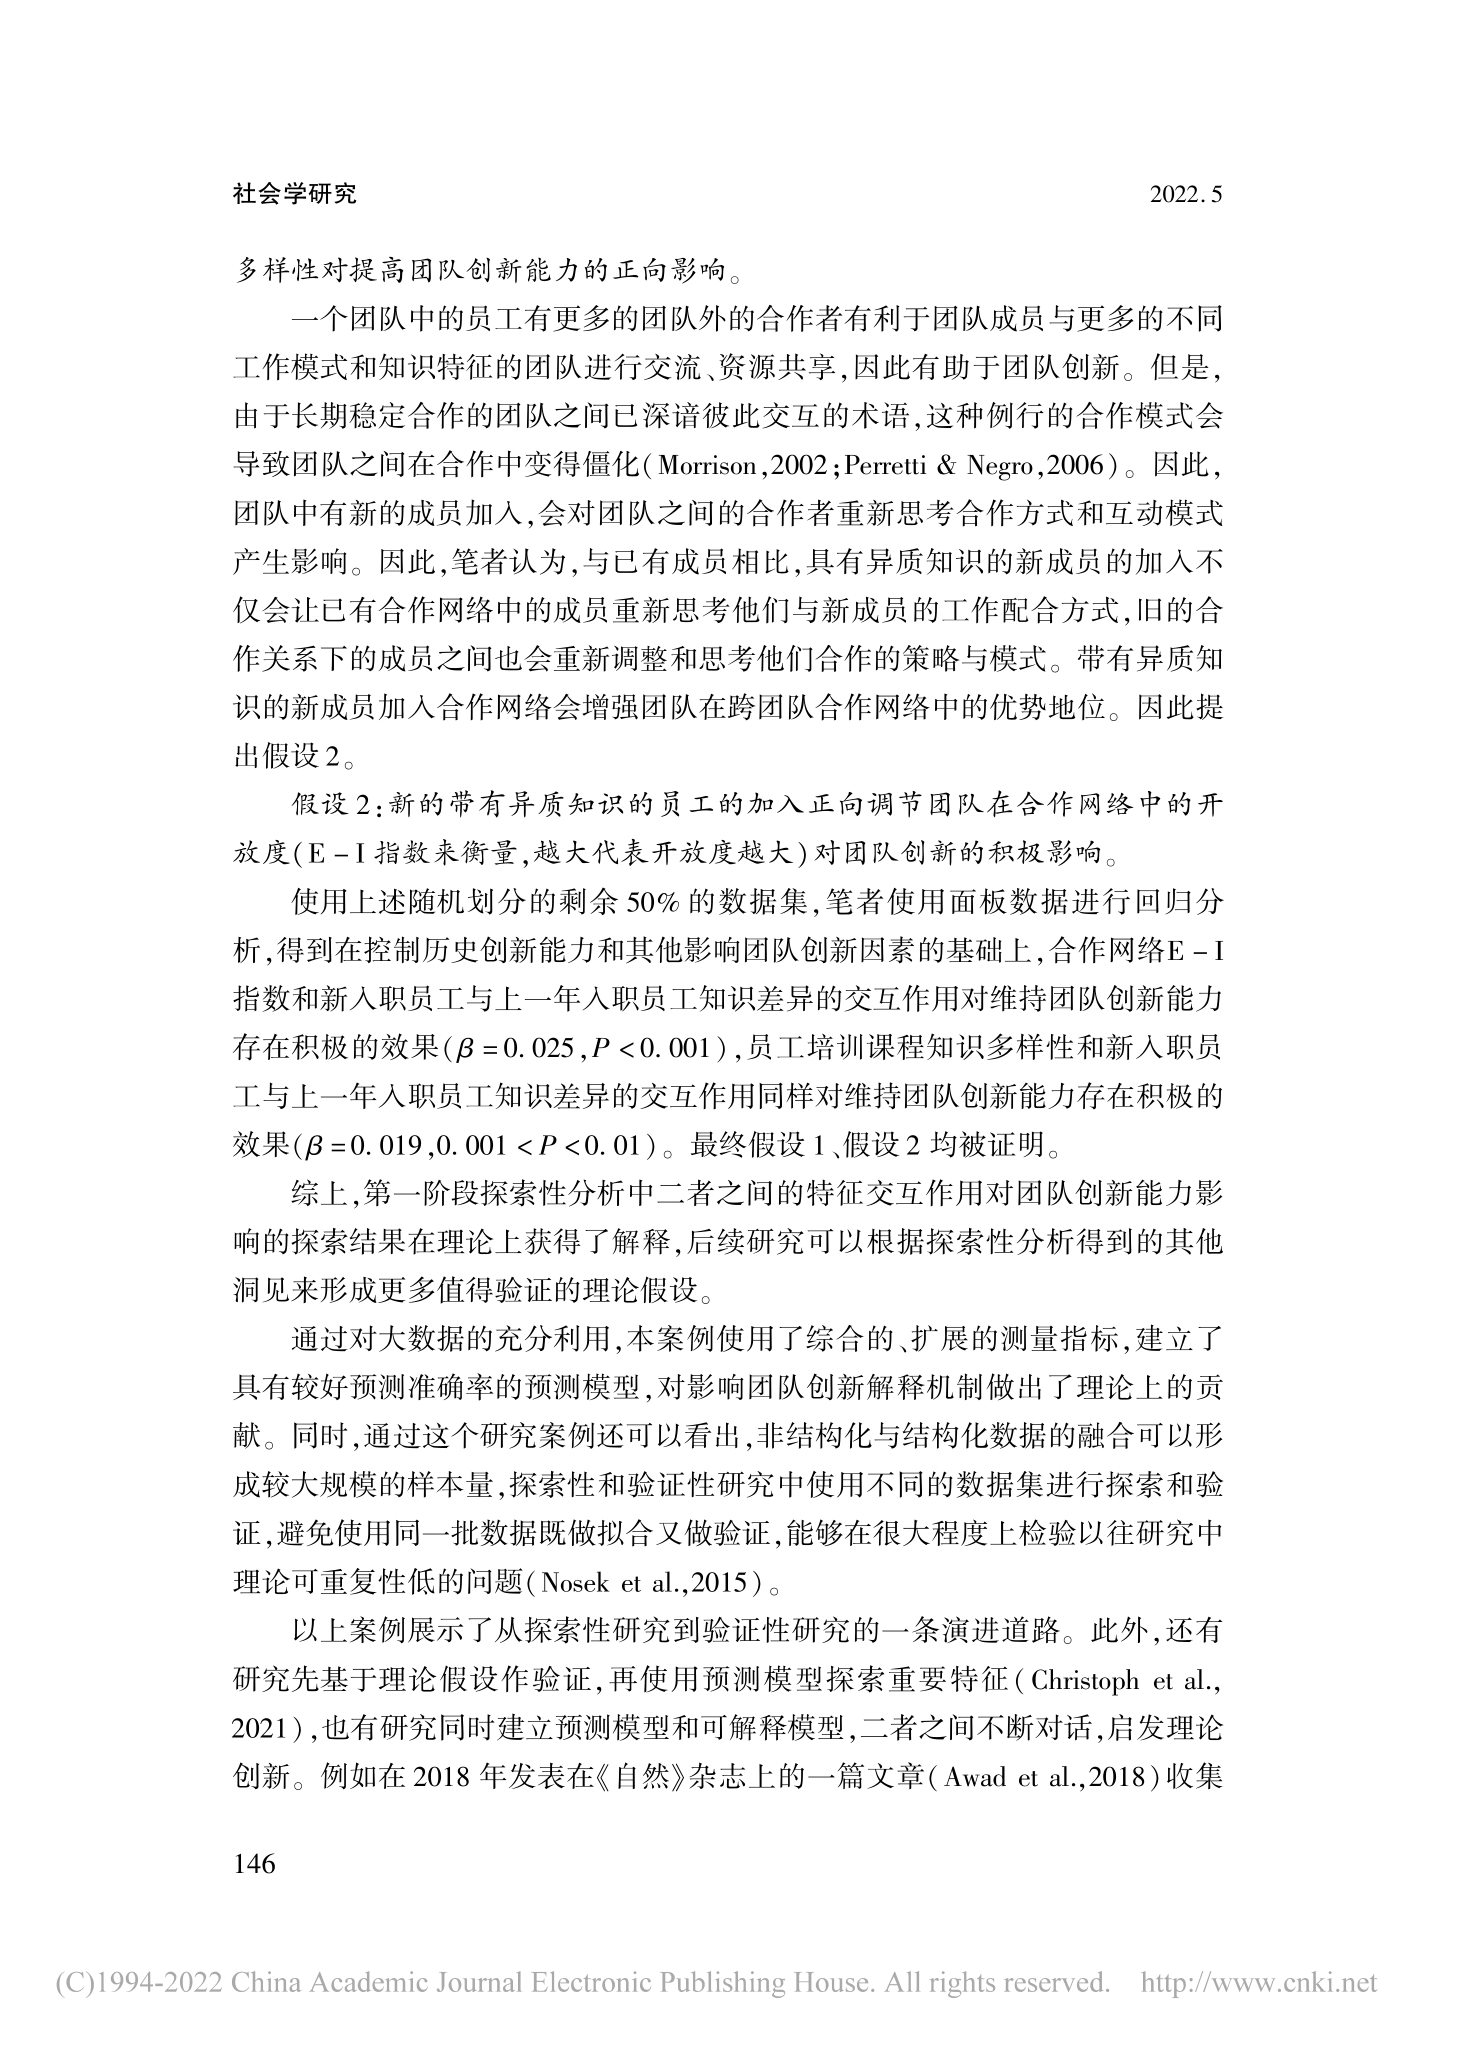 社会学研究 2022.5
多样性对提高团队创新能力的正向影响。
一个团队中的员工有更多的团队外的合作者有利于团队成员与更多的不同
工作模式和知识特征的团队进行交流、资源共享,因此有助于团队创新。但是,
由于长期稳定合作的团队之间已深谙彼此交互的术语,这种例行的合作模式会
导致团队之间在合作中变得僵化(Morrison,2002;Perretti & Negro,2006)。因此,
团队中有新的成员加入,会对团队之间的合作者重新思考合作方式和互动模式
产生影响。因此,笔者认为,与已有成员相比,具有异质知识的新成员的加入不
仅会让已有合作网络中的成员重新思考他们与新成员的工作配合方式,旧的合
作关系下的成员之间也会重新调整和思考他们合作的策略与模式。带有异质知
识的新成员加入合作网络会增强团队在跨团队合作网络中的优势地位。因此提
出假设2。
假设2:新的带有异质知识的员工的加入正向调节团队在合作网络中的开
放度(E-I指数来衡量,越大代表开放度越大)对团队创新的积极影响。
使用上述随机划分的剩余50%的数据集,笔者使用面板数据进行回归分
析,得到在控制历史创新能力和其他影响团队创新因素的基础上,合作网络E-I
指数和新入职员工与上一年入职员工知识差异的交互作用对维持团队创新能力
存在积极的效果(β=0.025,P<0.001),员工培训课程知识多样性和新入职员
工与上一年入职员工知识差异的交互作用同样对维持团队创新能力存在积极的
效果(β=0.019,0.001<P<0.01)。最终假设1、假设2均被证明。
综上,第一阶段探索性分析中二者之间的特征交互作用对团队创新能力影
响的探索结果在理论上获得了解释,后续研究可以根据探索性分析得到的其他
洞见来形成更多值得验证的理论假设。
通过对大数据的充分利用,本案例使用了综合的、扩展的测量指标,建立了
具有较好预测准确率的预测模型,对影响团队创新解释机制做出了理论上的贡
献。同时,通过这个研究案例还可以看出,非结构化与结构化数据的融合可以形
成较大规模的样本量,探索性和验证性研究中使用不同的数据集进行探索和验
证,避免使用同一批数据既做拟合又做验证,能够在很大程度上检验以往研究中
理论可重复性低的问题(Nosek et al.,2015)。
以上案例展示了从探索性研究到验证性研究的一条演进道路。此外,还有
研究先基于理论假设作验证,再使用预测模型探索重要特征(Christoph et al.,
2021),也有研究同时建立预测模型和可解释模型,二者之间不断对话,启发理论
创新。例如在2018年发表在《自然》杂志上的一篇文章(Awad et al.,2018)收集
146
(C)1994-2022 China Academic Journal Electronic Publishing House. All rights reserved. http://www.cnki.net